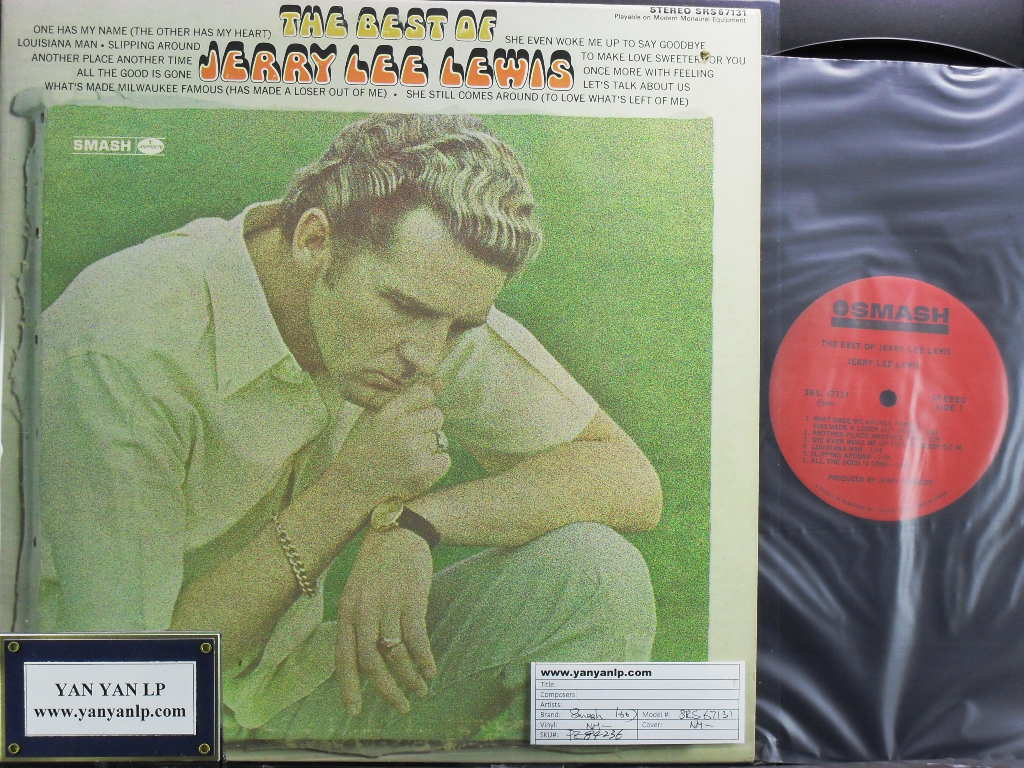 STEREO SRS 67131
Playable on Modern Monaural Equipment
THE BEST OF
JERRY LEE LEWIS
ONE HAS MY NAME (THE OTHER HAS MY HEART)
LOUISIANA MAN • SLIPPING AROUND
ANOTHER PLACE ANOTHER TIME
ALL THE GOOD IS GONE
WHAT'S MADE MILWAUKEE FAMOUS (HAS MADE A LOSER OUT OF ME) • SHE STILL COMES AROUND (TO LOVE WHAT'S LEFT OF ME)
SHE EVEN WOKE ME UP TO SAY GOODBYE
TO MAKE LOVE SWEETER FOR YOU
ONCE MORE WITH FEELING
LET'S TALK ABOUT US
SMASH
SMASH
THE BEST OF JERRY LEE LEWIS
JERRY LEE LEWIS
SRS 67131
STEREO
SIDE 1
YAN YAN LP
www.yanyanlp.com
www.yanyanlp.com
Title:
Composers:
Artists:
Brand: Smash Model #: SRS 67131
Vinyl: NM- Cover: NM-
SKU#: